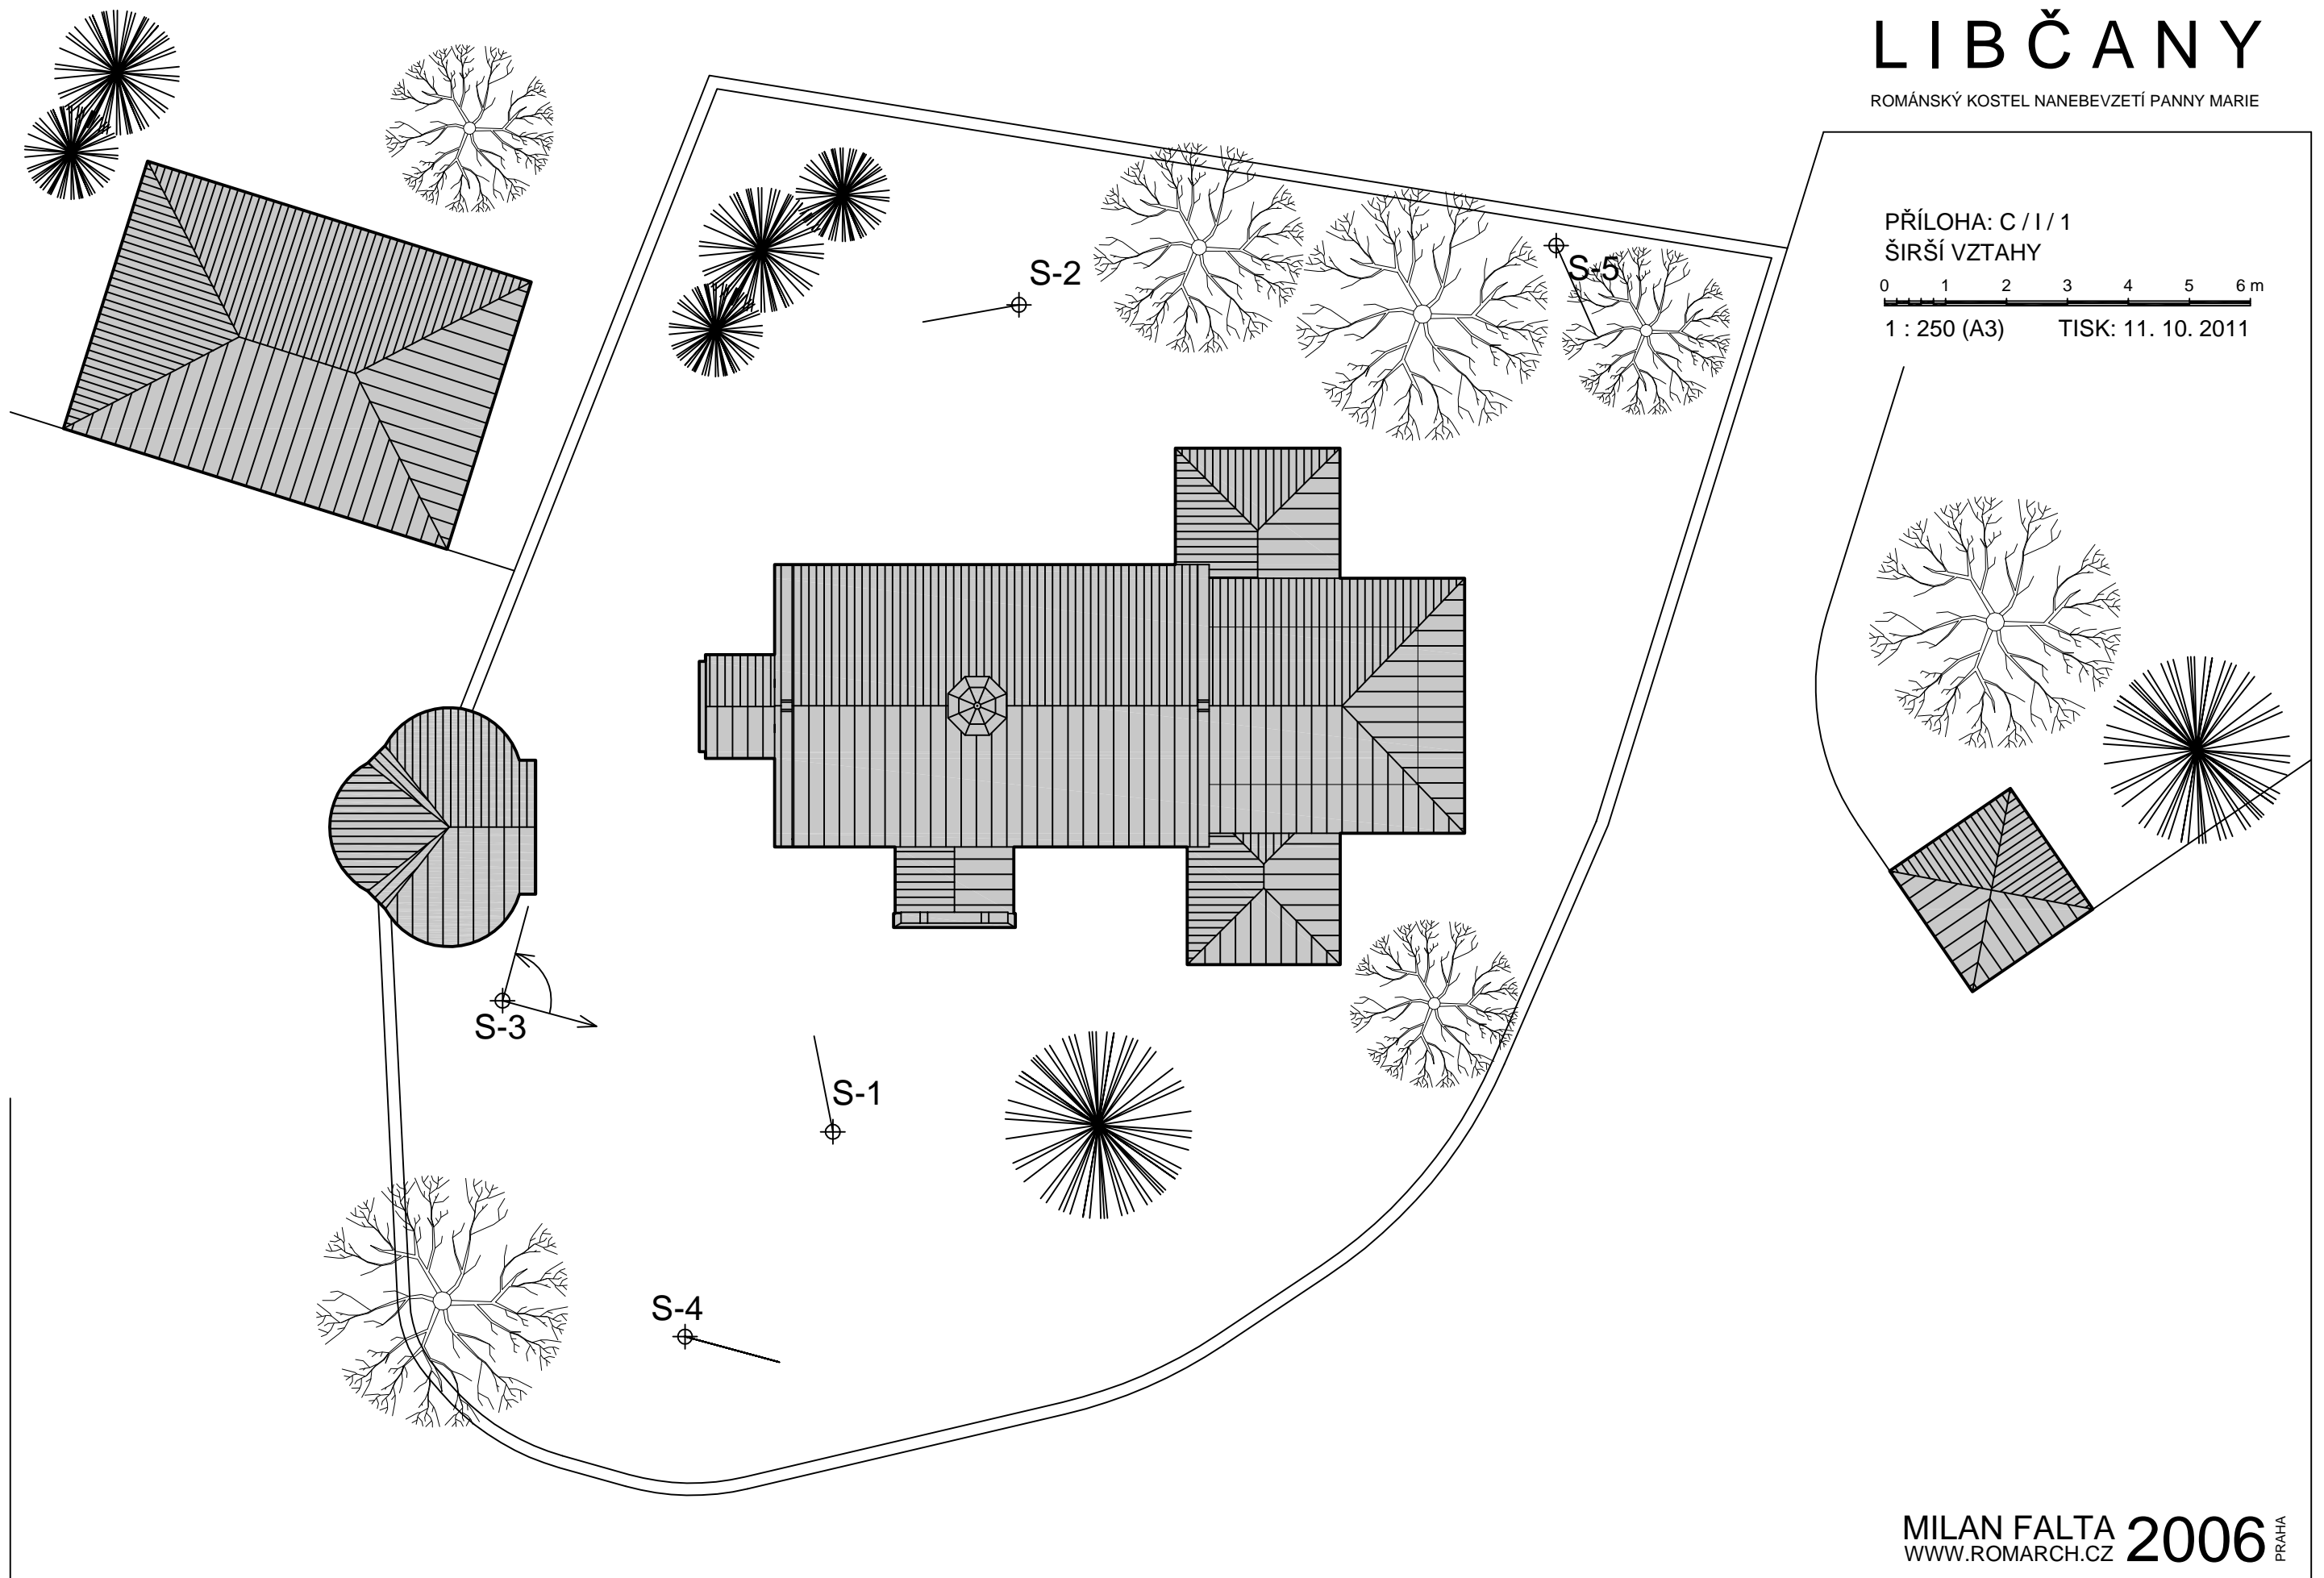 LIBČANY
ROMÁNSKÝ KOSTEL NANEBEVZETÍ PANNY MARIE
PŘÍLOHA: C / I / 1
ŠIRŠÍ VZTAHY
0 1 2 3 4 5 6 m
1 : 250 (A3) TISK: 11. 10. 2011
S-2
S-5
S-3
S-1
S-4
MILAN FALTA 2006 PRAHA
WWW.ROMARCH.CZ